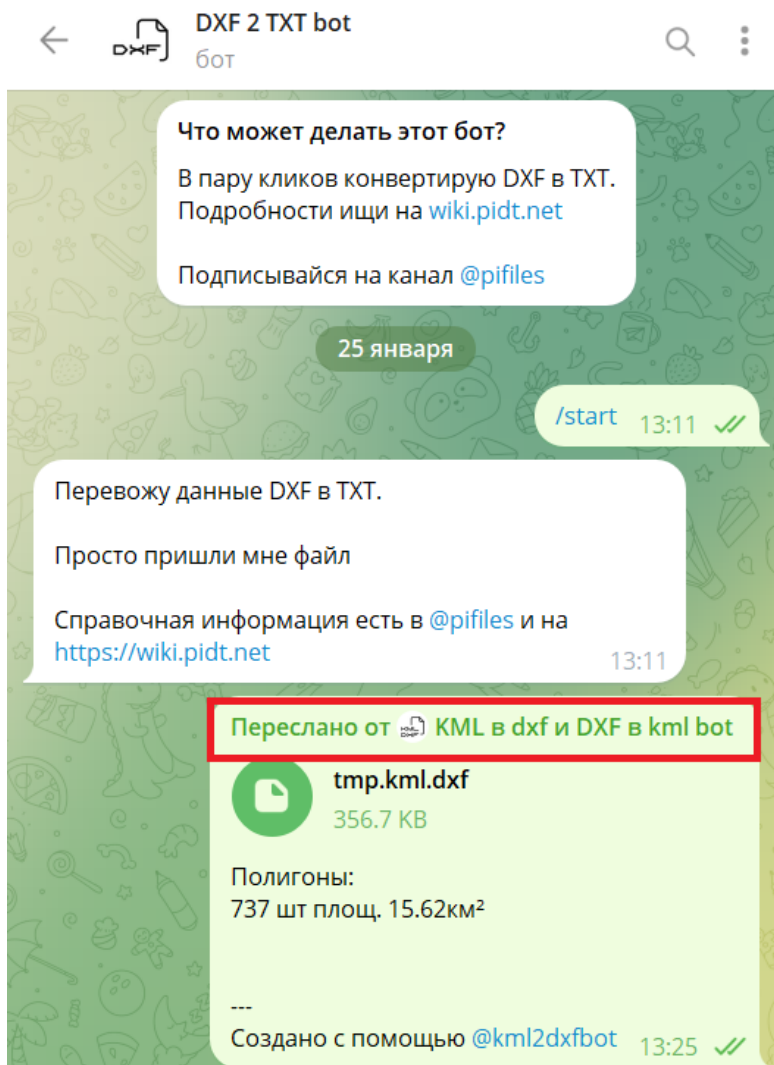 DXF 2 TXT bot
DXF
бот
Что может делать этот бот?
В пару кликов конвертирую DXF в TXT.
Подробности ищи на wiki.pidt.net
Подписывайся на канал @pifiles
25 января
/start 13:11
Перевожу данные DXF в TXT.
Просто пришли мне файл
Справочная информация есть в @pifiles и на
https://wiki.pidt.net
13:11
Переслано от KML в dxf и DXF в kml bot
tmp.kml.dxf
356.7 KB
Полигоны:
737 шт площ. 15.62км²
---
Создано с помощью @kml2dxfbot 13:25